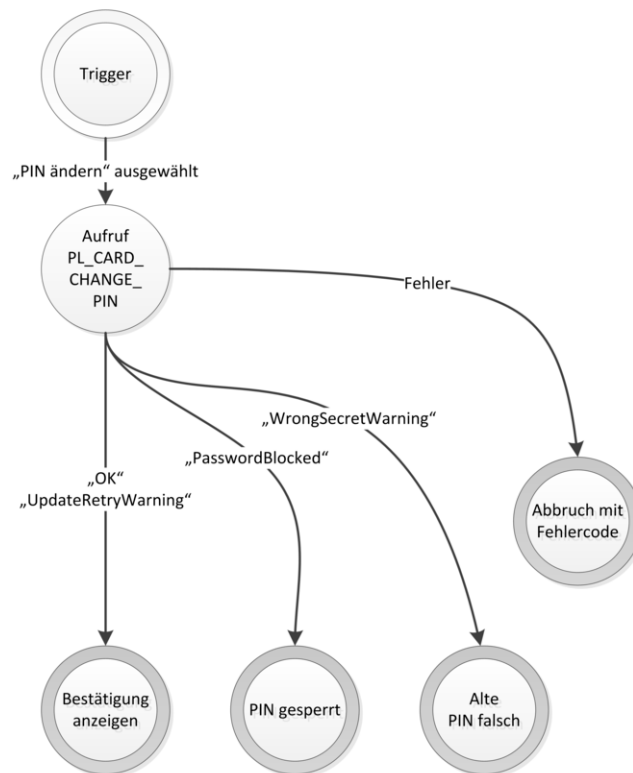 Trigger
„PIN ändern“ ausgewählt
Aufruf
PL_CARD_
CHANGE_
PIN
Fehler
„WrongSecretWarning“
„PasswordBlocked“
„OK“
„UpdateRetryWarning“
Abbruch mit
Fehlercode
Bestätigung
anzeigen
PIN gesperrt
Alte
PIN falsch